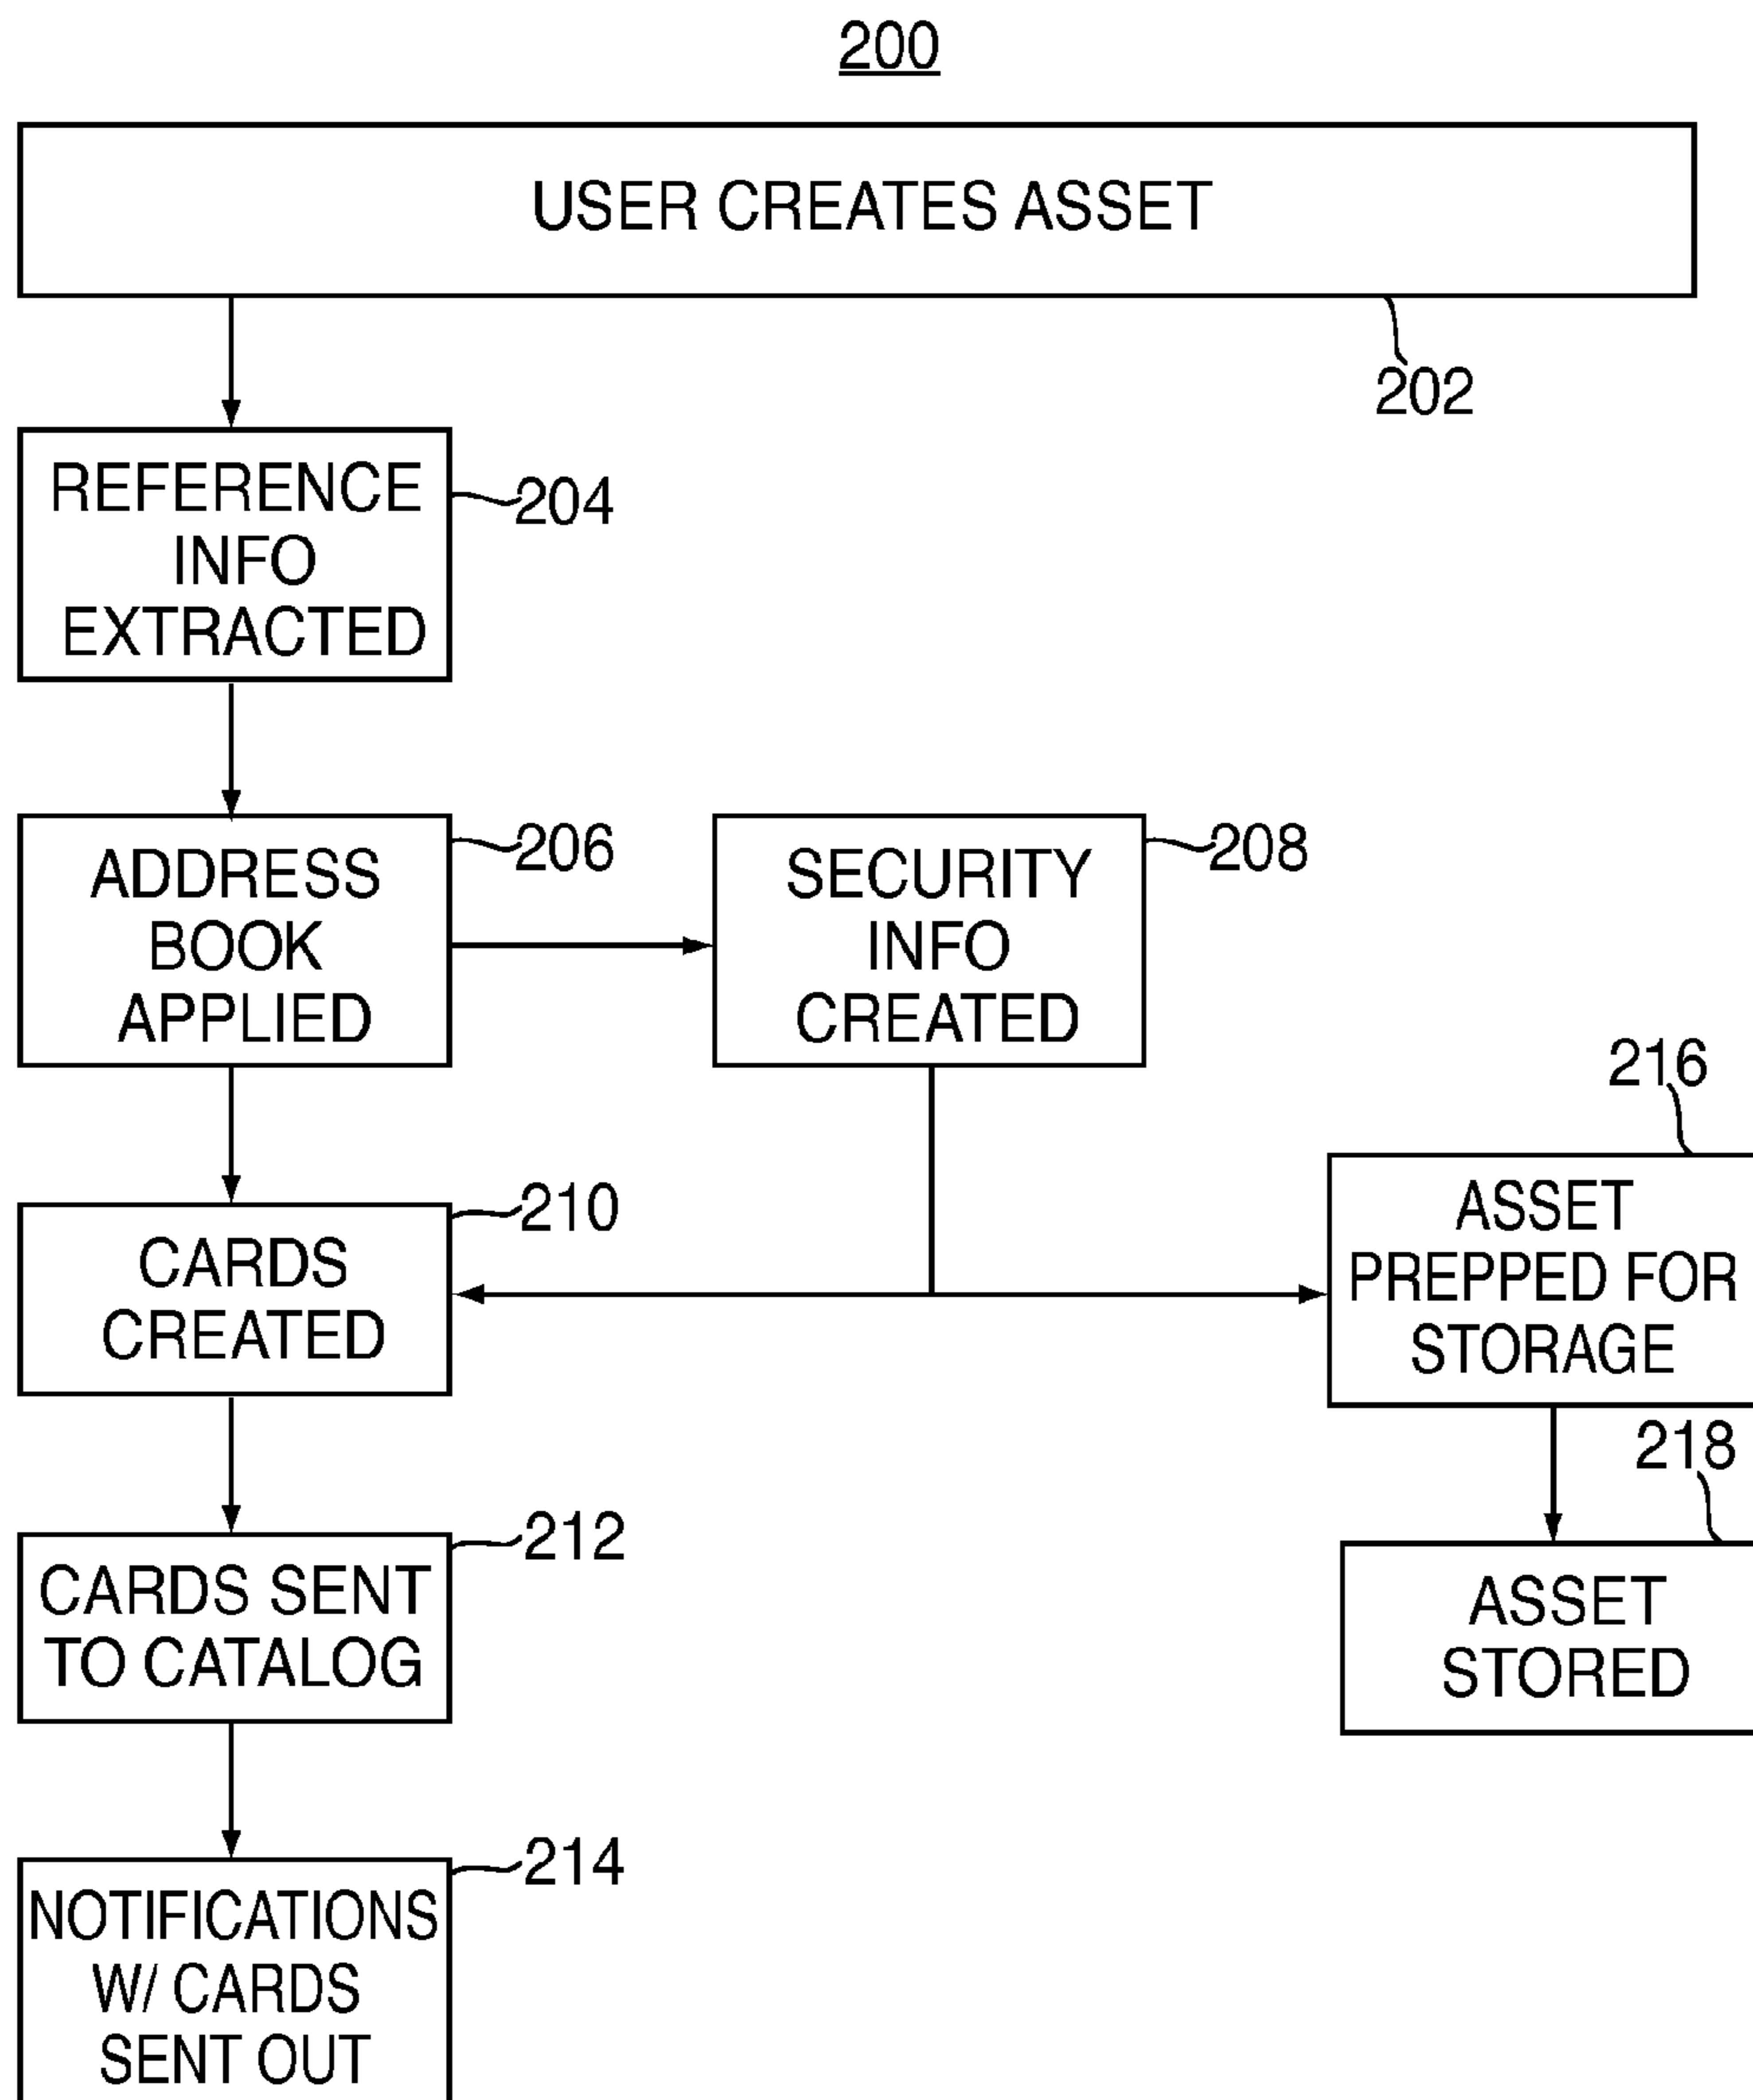 200
USER CREATES ASSET
202
REFERENCE
INFO
EXTRACTED
204
ADDRESS
BOOK
APPLIED
206
SECURITY
INFO
CREATED
208
CARDS
CREATED
210
216
ASSET
PREPPED FOR
STORAGE
CARDS SENT
TO CATALOG
212
218
ASSET
STORED
NOTIFICATIONS
W/ CARDS
SENT OUT
214